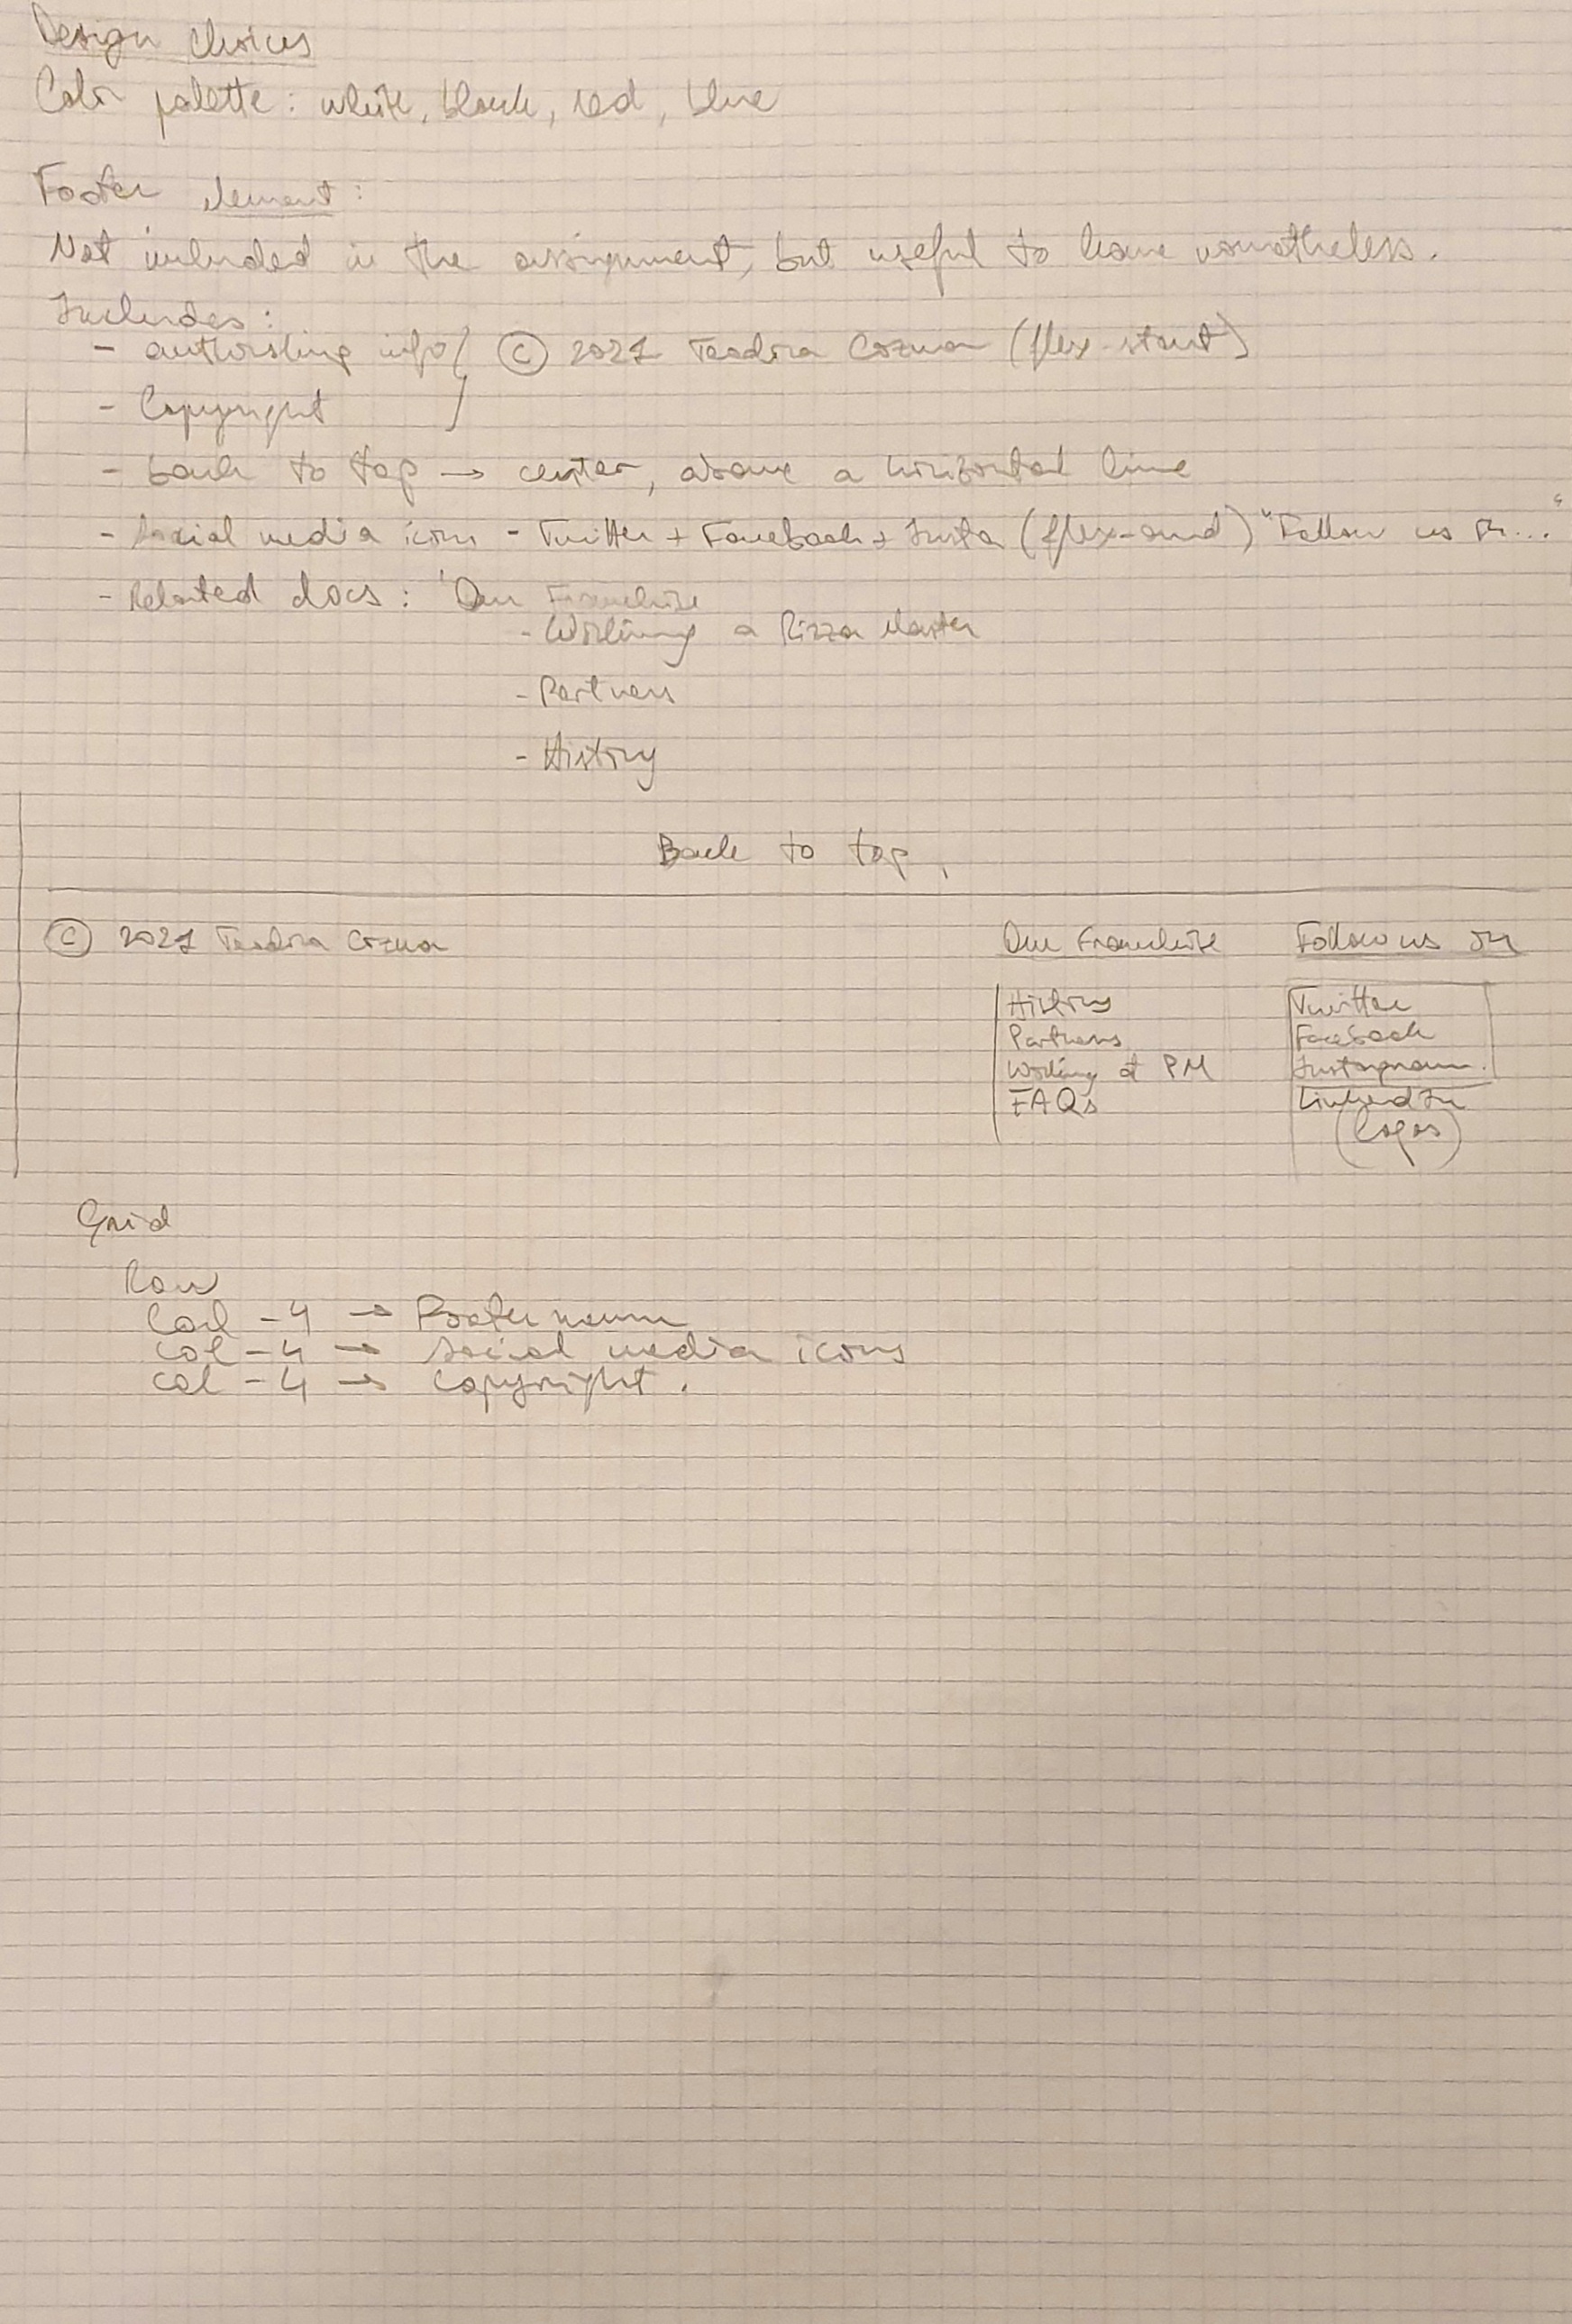 Design choices
Color palette: white, black, red, blue
Footer element:
Not included in the assignment, but useful to have nonetheless.
Includes:
- authorship info } © 2021 Teodora Cozma (flex-start)
- Copyright
- back to top → center, above a horizontal line
- Social media icons - Twitter + Facebook + Insta (flex-end) "Follow us on..."
- Related docs: 'Our Franchise
- Working a Pizza Master
- Partners
- History
Back to top
© 2021 Teodora Cozma
Our Franchise Follow us on
History Twitter
Partners Facebook
Working at PM Instagram
FAQs LinkedIn
(logos)
Grid
Row
Col-4 → Footer
col-4 → social media icons
col-4 → copyright.